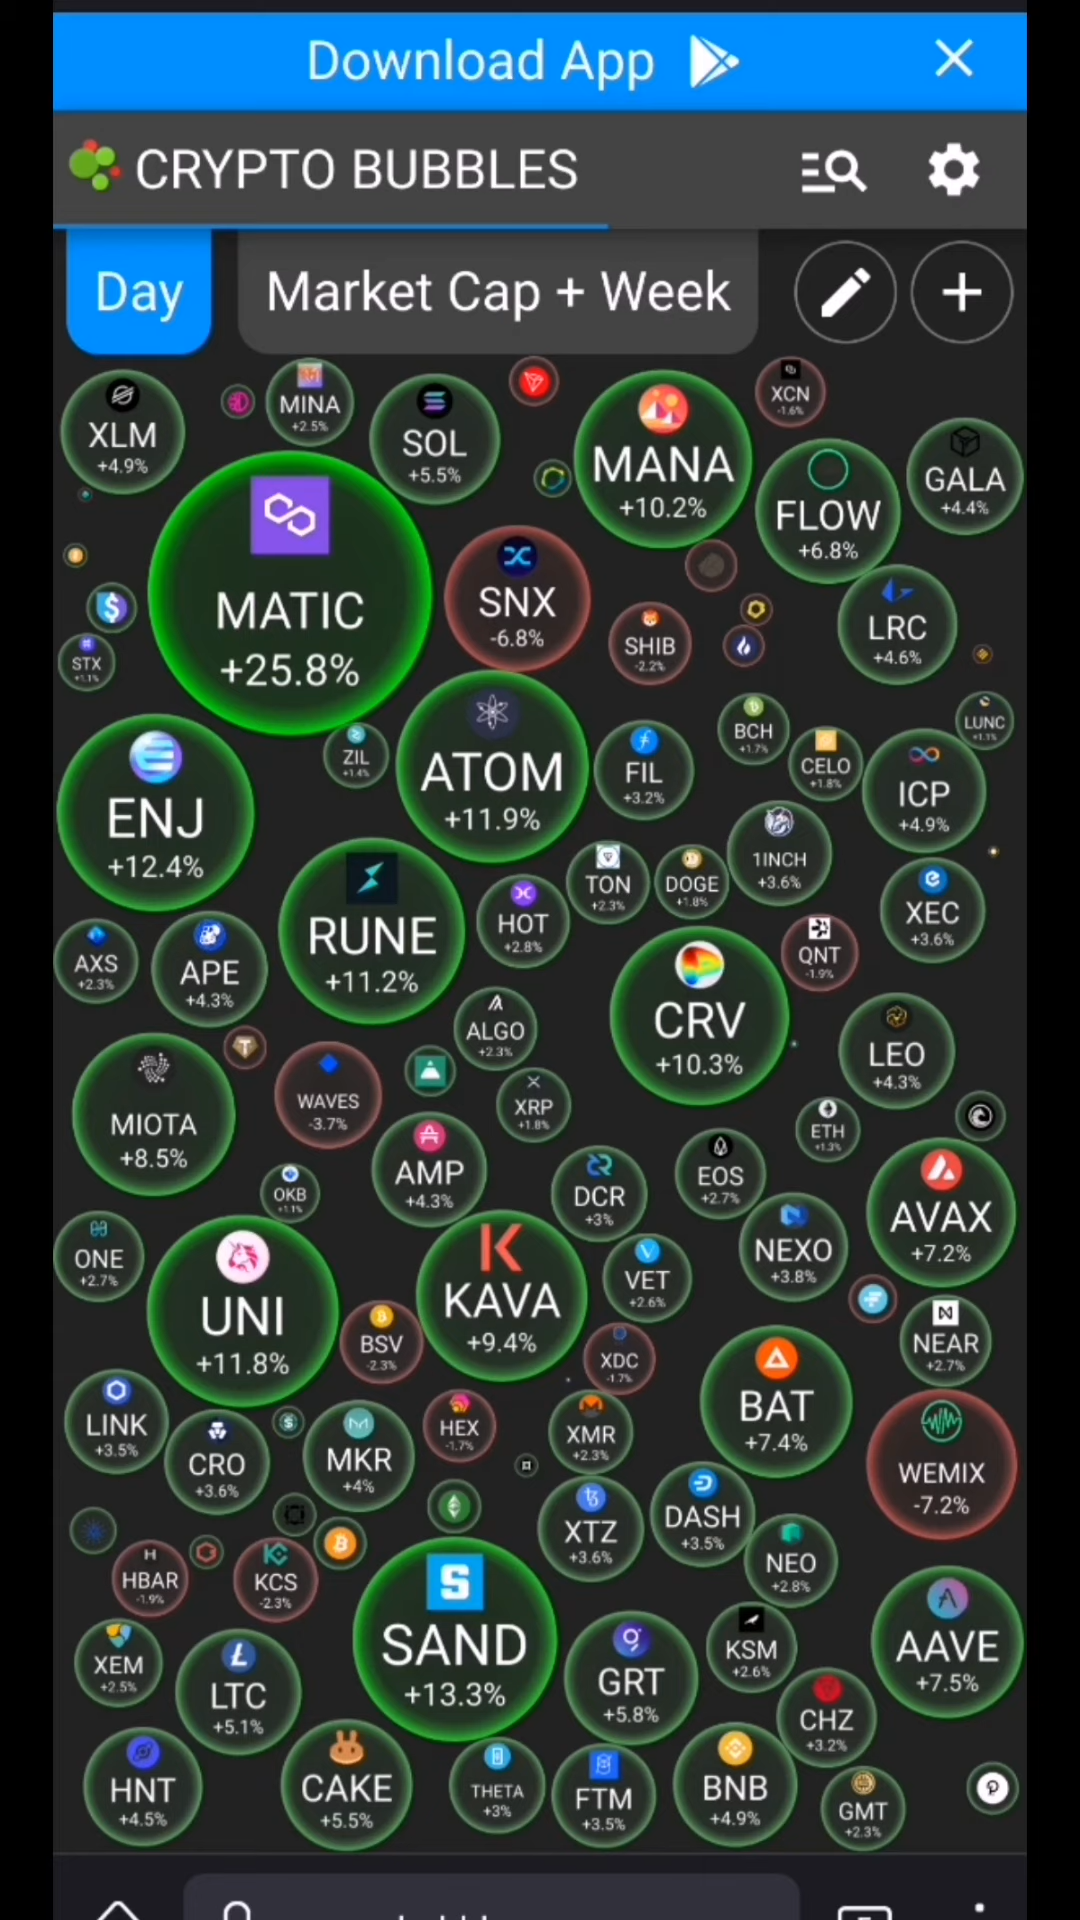 Download App
CRYPTO BUBBLES
Day
Market Cap + Week
XLM
+4.9%
MINA
+2.5%
SOL
+5.5%
MANA
+10.2%
XCN
-1.6%
FLOW
+6.8%
GALA
+4.4%
MATIC
+25.8%
SNX
-6.8%
SHIB
-2.2%
LRC
+4.6%
STX
+1.1%
ENJ
+12.4%
ZIL
+1.4%
ATOM
+11.9%
FIL
+3.2%
BCH
+1.7%
CELO
+1.8%
ICP
+4.9%
LUNC
+1.1%
RUNE
+11.2%
HOT
+2.8%
TON
+2.3%
DOGE
+1.8%
1INCH
+3.6%
XEC
+3.6%
AXS
+2.3%
APE
+4.3%
ALGO
+2.3%
CRV
+10.3%
QNT
-1.9%
LEO
+4.3%
MIOTA
+8.5%
WAVES
-3.7%
XRP
+1.8%
ETH
+1.3%
OKB
+1.1%
AMP
+4.3%
DCR
+3%
EOS
+2.7%
AVAX
+7.2%
ONE
+2.7%
UNI
+11.8%
BSV
-2.3%
KAVA
+9.4%
VET
+2.6%
NEXO
+3.8%
NEAR
+2.7%
XDC
-1.7%
LINK
+3.5%
CRO
+3.6%
MKR
+4%
HEX
-1.7%
XMR
+2.3%
BAT
+7.4%
WEMIX
-7.2%
XTZ
+3.6%
DASH
+3.5%
NEO
+2.8%
HBAR
-1.9%
KCS
-2.3%
SAND
+13.3%
XEM
+2.5%
LTC
+5.1%
GRT
+5.8%
KSM
+2.6%
AAVE
+7.5%
CHZ
+3.2%
HNT
+4.5%
CAKE
+5.5%
THETA
+3%
FTM
+3.5%
BNB
+4.9%
GMT
+2.3%